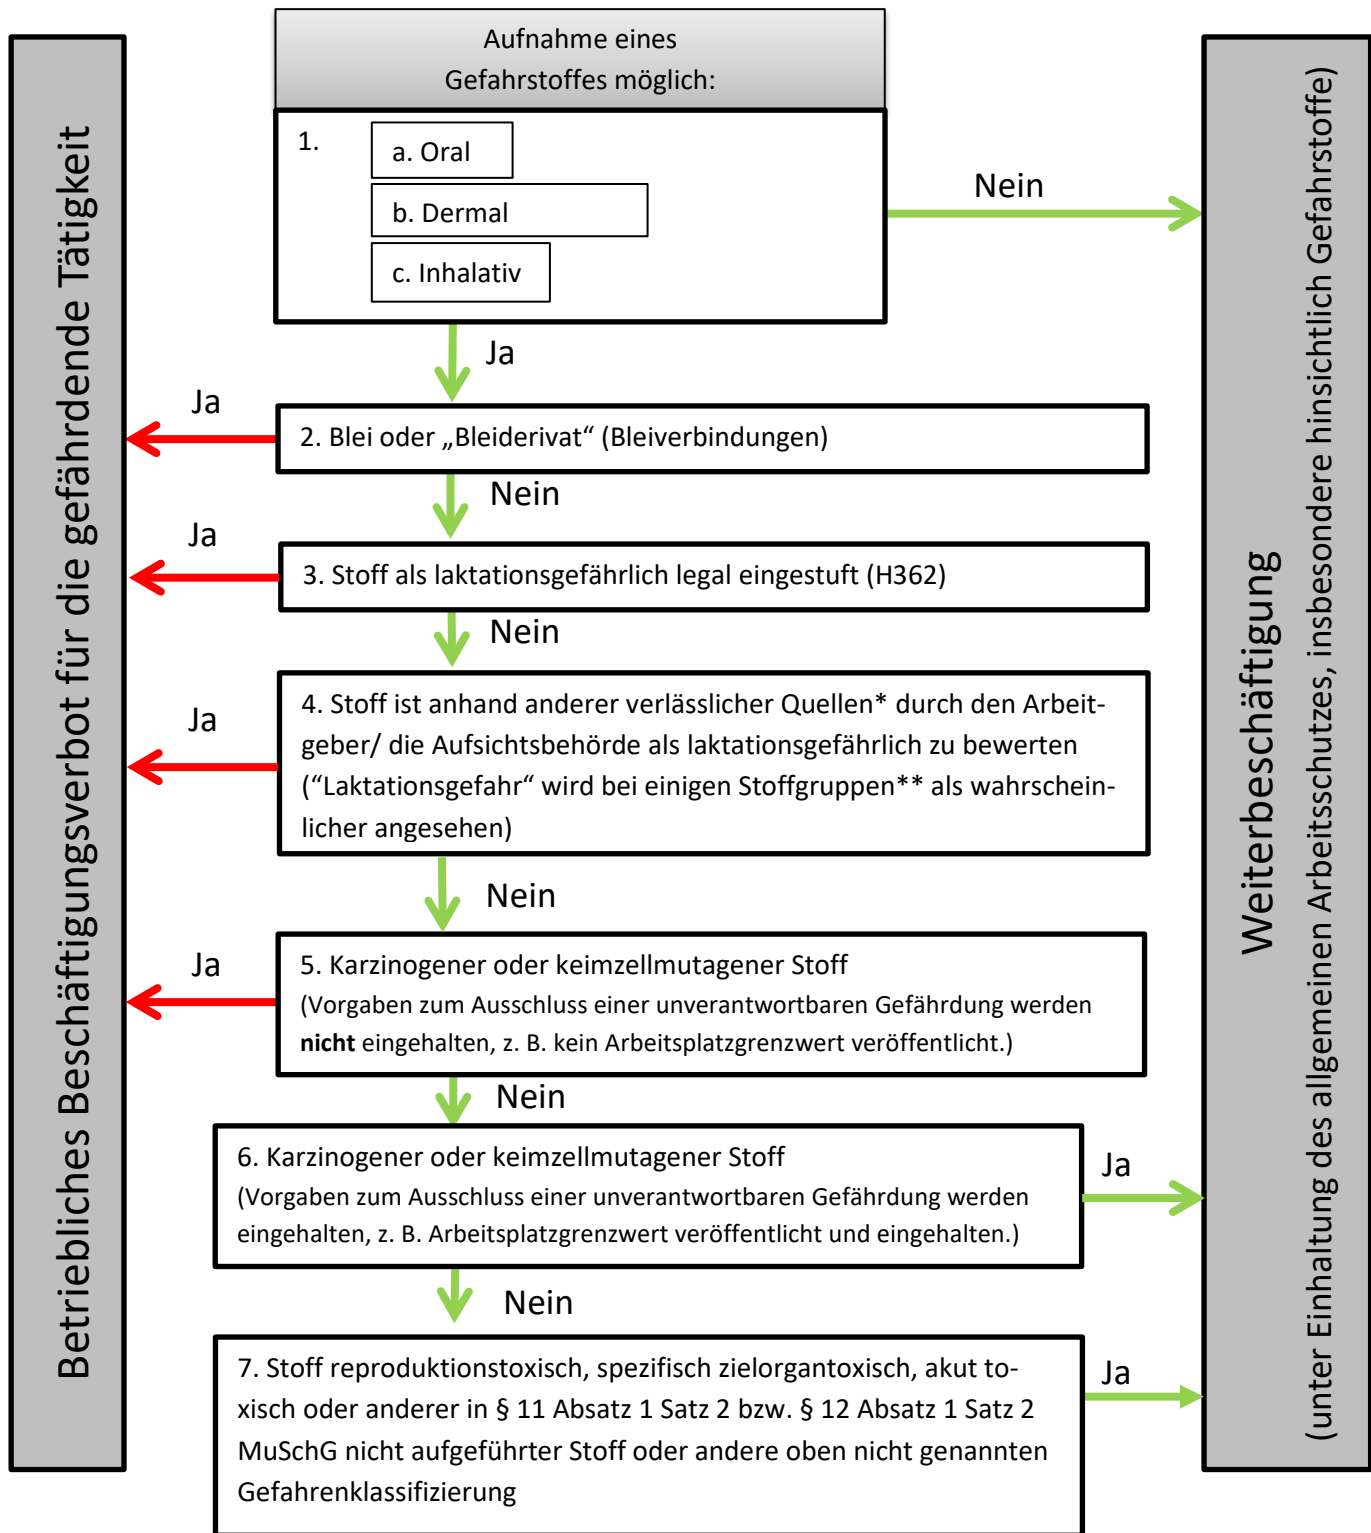 Aufnahme eines
Gefahrstoffes möglich:
1.
a. Oral
b. Dermal
c. Inhalativ
Nein
Ja
Ja
2. Blei oder „Bleiderivat“ (Bleiverbindungen)
Nein
Ja
3. Stoff als laktationsgefährlich legal eingestuft (H362)
Nein
Ja
4. Stoff ist anhand anderer verlässlicher Quellen* durch den Arbeit-
geber/ die Aufsichtsbehörde als laktationsgefährlich zu bewerten
(“Laktationsgefahr“ wird bei einigen Stoffgruppen** als wahrschein-
licher angesehen)
Nein
Ja
5. Karzinogener oder keimzellmutagener Stoff
(Vorgaben zum Ausschluss einer unverantwortbaren Gefährdung werden
nicht eingehalten, z. B. kein Arbeitsplatzgrenzwert veröffentlicht.)
Nein
6. Karzinogener oder keimzellmutagener Stoff
(Vorgaben zum Ausschluss einer unverantwortbaren Gefährdung werden
eingehalten, z. B. Arbeitsplatzgrenzwert veröffentlicht und eingehalten.)
Ja
Nein
7. Stoff reproduktionstoxisch, spezifisch zielorgantoxisch, akut to-
xisch oder anderer in § 11 Absatz 1 Satz 2 bzw. § 12 Absatz 1 Satz 2
MuSchG nicht aufgeführter Stoff oder andere oben nicht genannten
Gefahrenklassifizierung
Ja
Betriebliches Beschäftigungsverbot für die gefährdende Tätigkeit
Weiterbeschäftigung
(unter Einhaltung des allgemeinen Arbeitsschutzes, insbesondere hinsichtlich Gefahrstoffe)